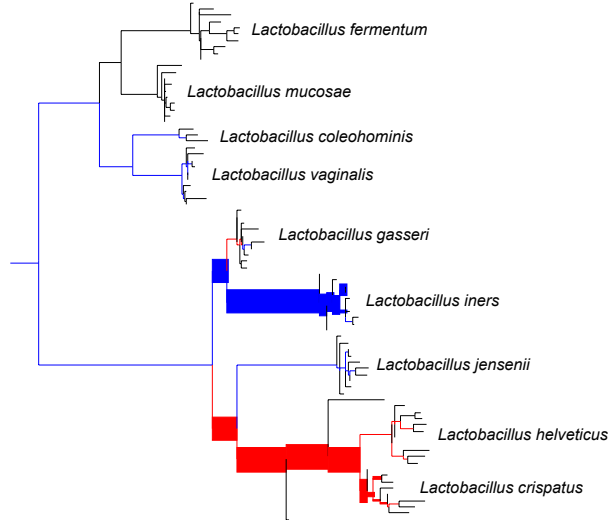 Lactobacillus fermentum
Lactobacillus mucosae
Lactobacillus coleohominis
Lactobacillus vaginalis
Lactobacillus gasseri
Lactobacillus iners
Lactobacillus jensenii
Lactobacillus helveticus
Lactobacillus crispatus